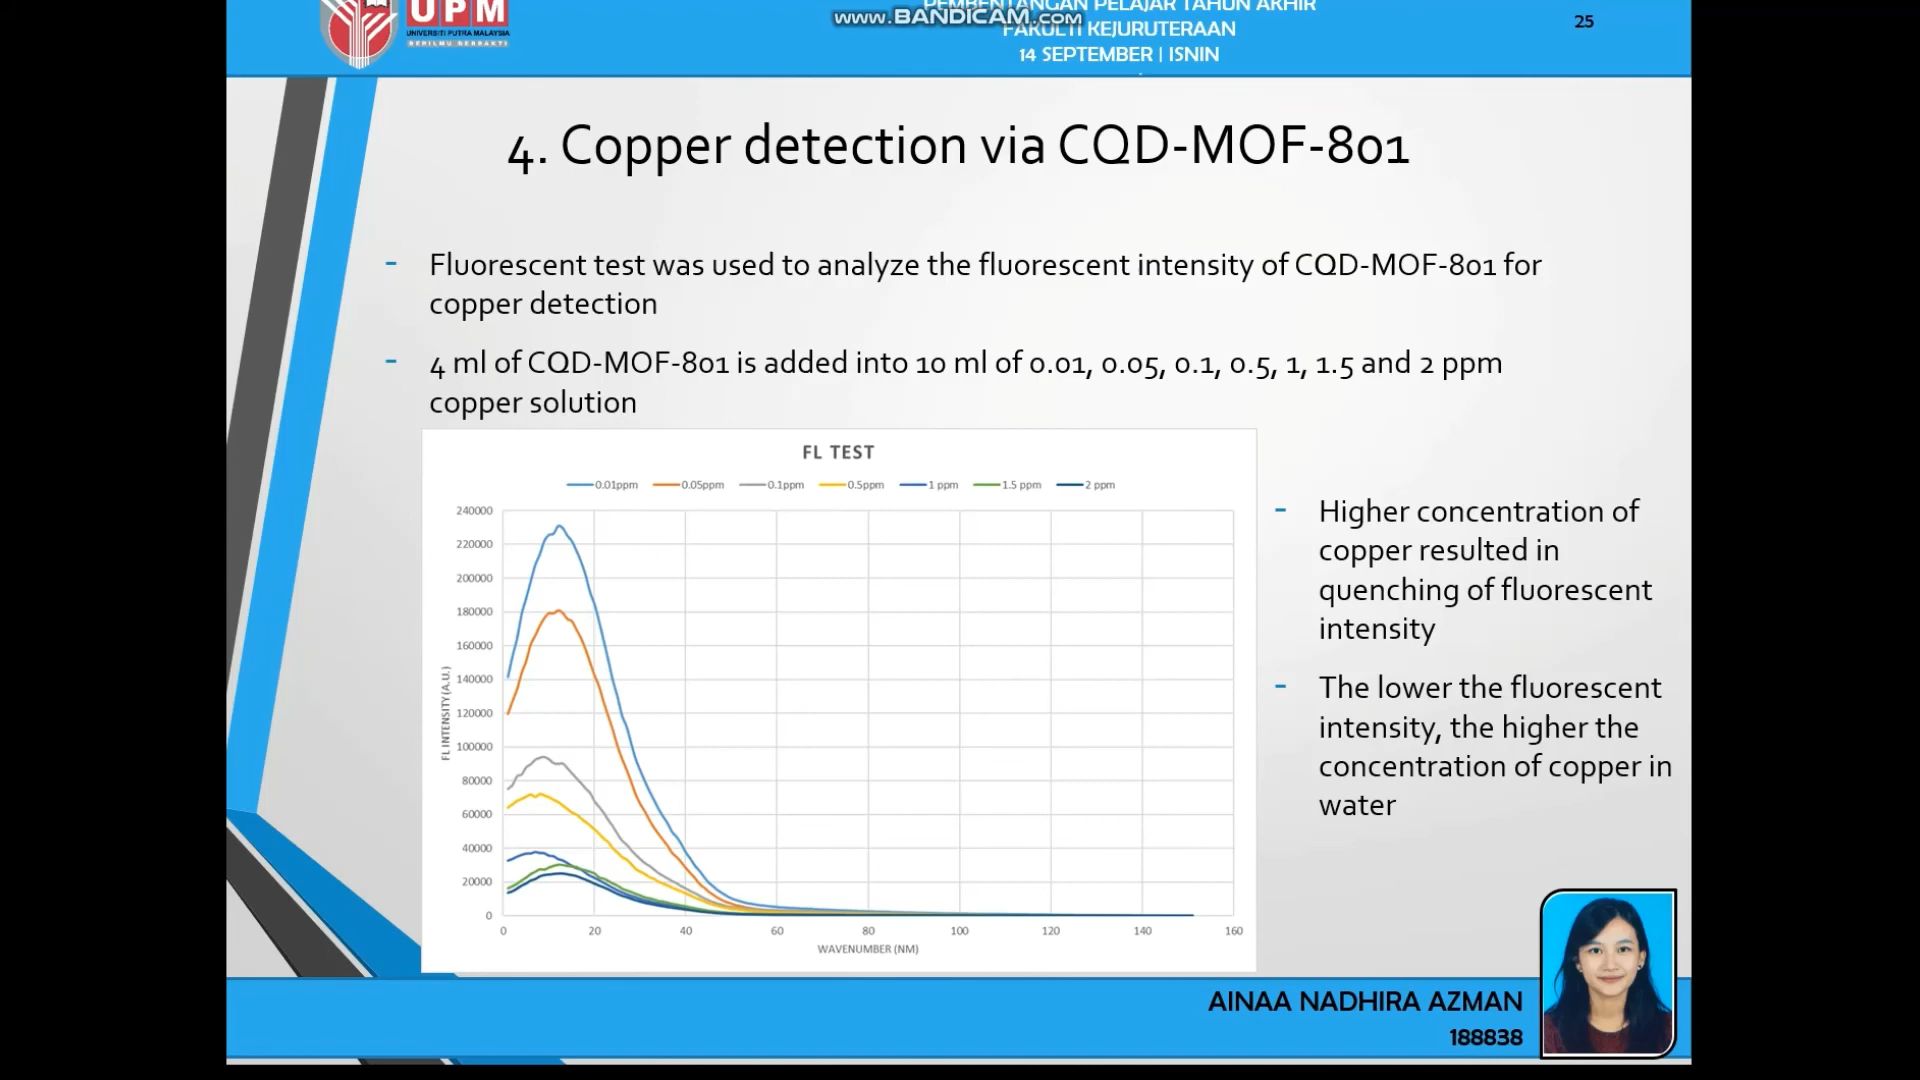 UPM
UNIVERSITI PUTRA MALAYSIA
BERILMU BERBAKTI
www.BANDICAM.com
PEMBENTANGAN PELAJAR TAHUN AKHIR
FAKULTI KEJURUTERAAN
14 SEPTEMBER | ISNIN
25
4. Copper detection via CQD-MOF-801
- Fluorescent test was used to analyze the fluorescent intensity of CQD-MOF-801 for
copper detection
- 4 ml of CQD-MOF-801 is added into 10 ml of 0.01, 0.05, 0.1, 0.5, 1, 1.5 and 2 ppm
copper solution
FL TEST
0.01ppm 0.05ppm 0.1ppm 0.5ppm 1 ppm 1.5 ppm 2 ppm
FL INTENSITY (A.U.)
240000
220000
200000
180000
160000
140000
120000
100000
80000
60000
40000
20000
0
0 20 40 60 80 100 120 140 160
WAVENUMBER (NM)
- Higher concentration of
copper resulted in
quenching of fluorescent
intensity
- The lower the fluorescent
intensity, the higher the
concentration of copper in
water
AINAA NADHIRA AZMAN
188838